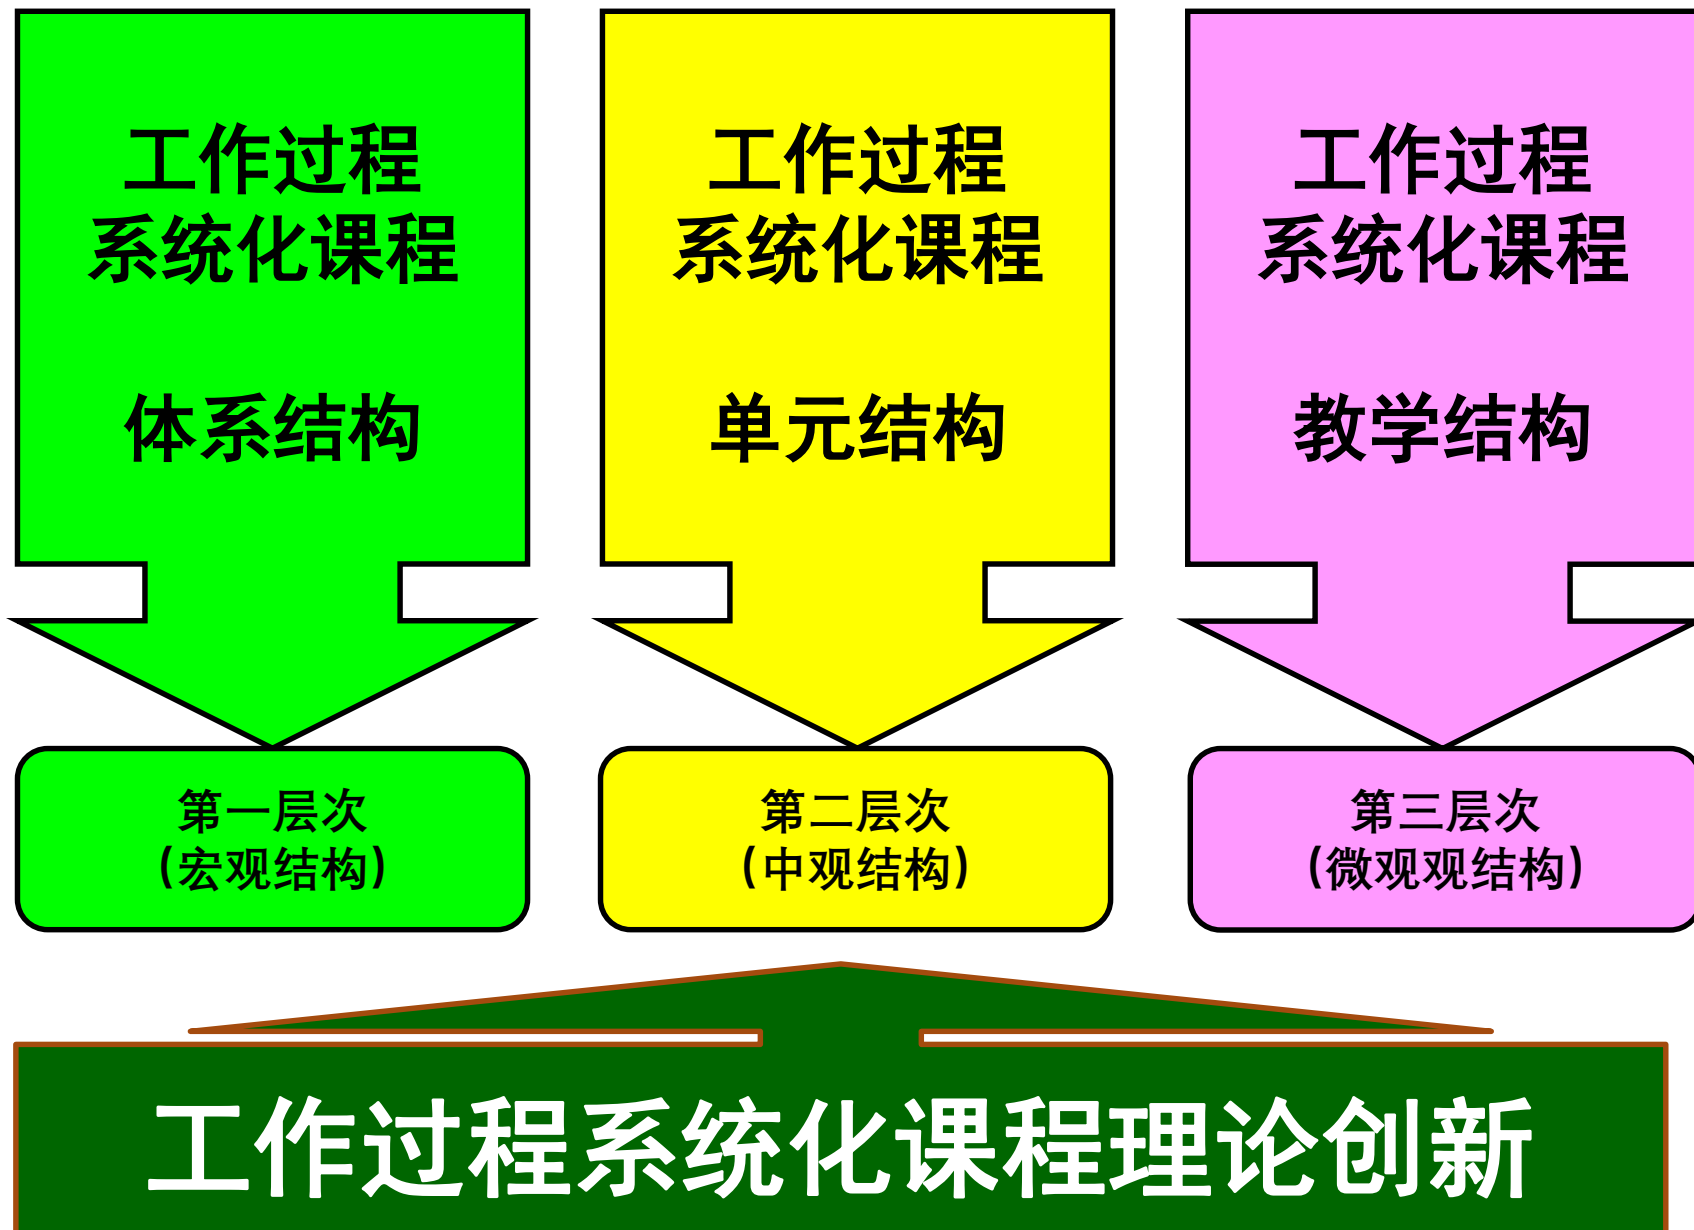 工作过程
系统化课程
体系结构
工作过程
系统化课程
单元结构
工作过程
系统化课程
教学结构
第一层次
(宏观结构)
第二层次
(中观结构)
第三层次
(微观观结构)
工作过程系统化课程理论创新